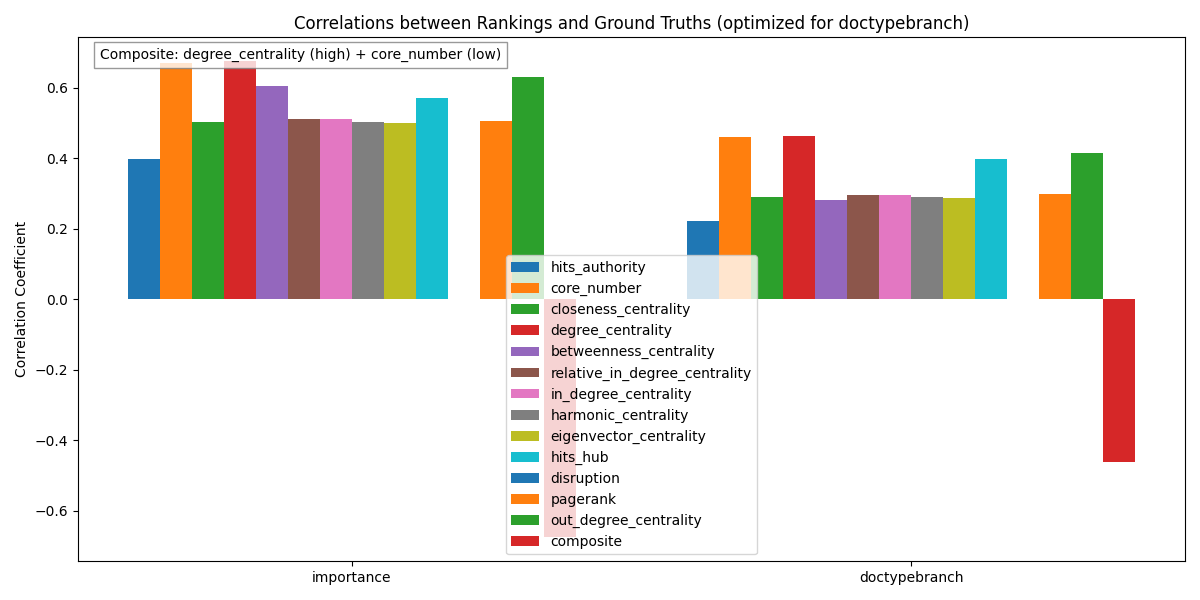 Correlations between Rankings and Ground Truths (optimized for doctypebranch)
Composite: degree_centrality (high) + core_number (low)
Correlation Coefficient
0.6
0.4
0.2
0.0
−0.2
−0.4
−0.6
hits_authority
core_number
closeness_centrality
degree_centrality
betweenness_centrality
relative_in_degree_centrality
in_degree_centrality
harmonic_centrality
eigenvector_centrality
hits_hub
disruption
pagerank
out_degree_centrality
composite
importance
doctypebranch